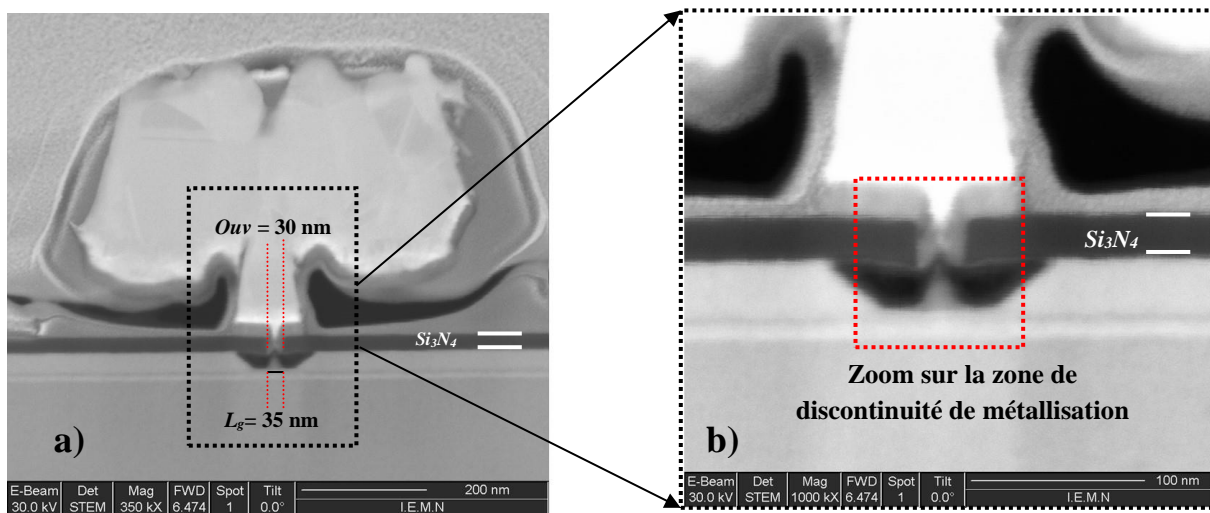 Ouv = 30 nm
Si₃N₄
Lg= 35 nm
a)
E-Beam Det Mag FWD Spot Tilt 200 nm
30.0 kV STEM 350 kX 6.474 1 0.0° I.E.M.N
Si₃N₄
Zoom sur la zone de
discontinuité de métallisation
b)
E-Beam Det Mag FWD Spot Tilt 100 nm
30.0 kV STEM 1000 kX 6.474 1 0.0° I.E.M.N